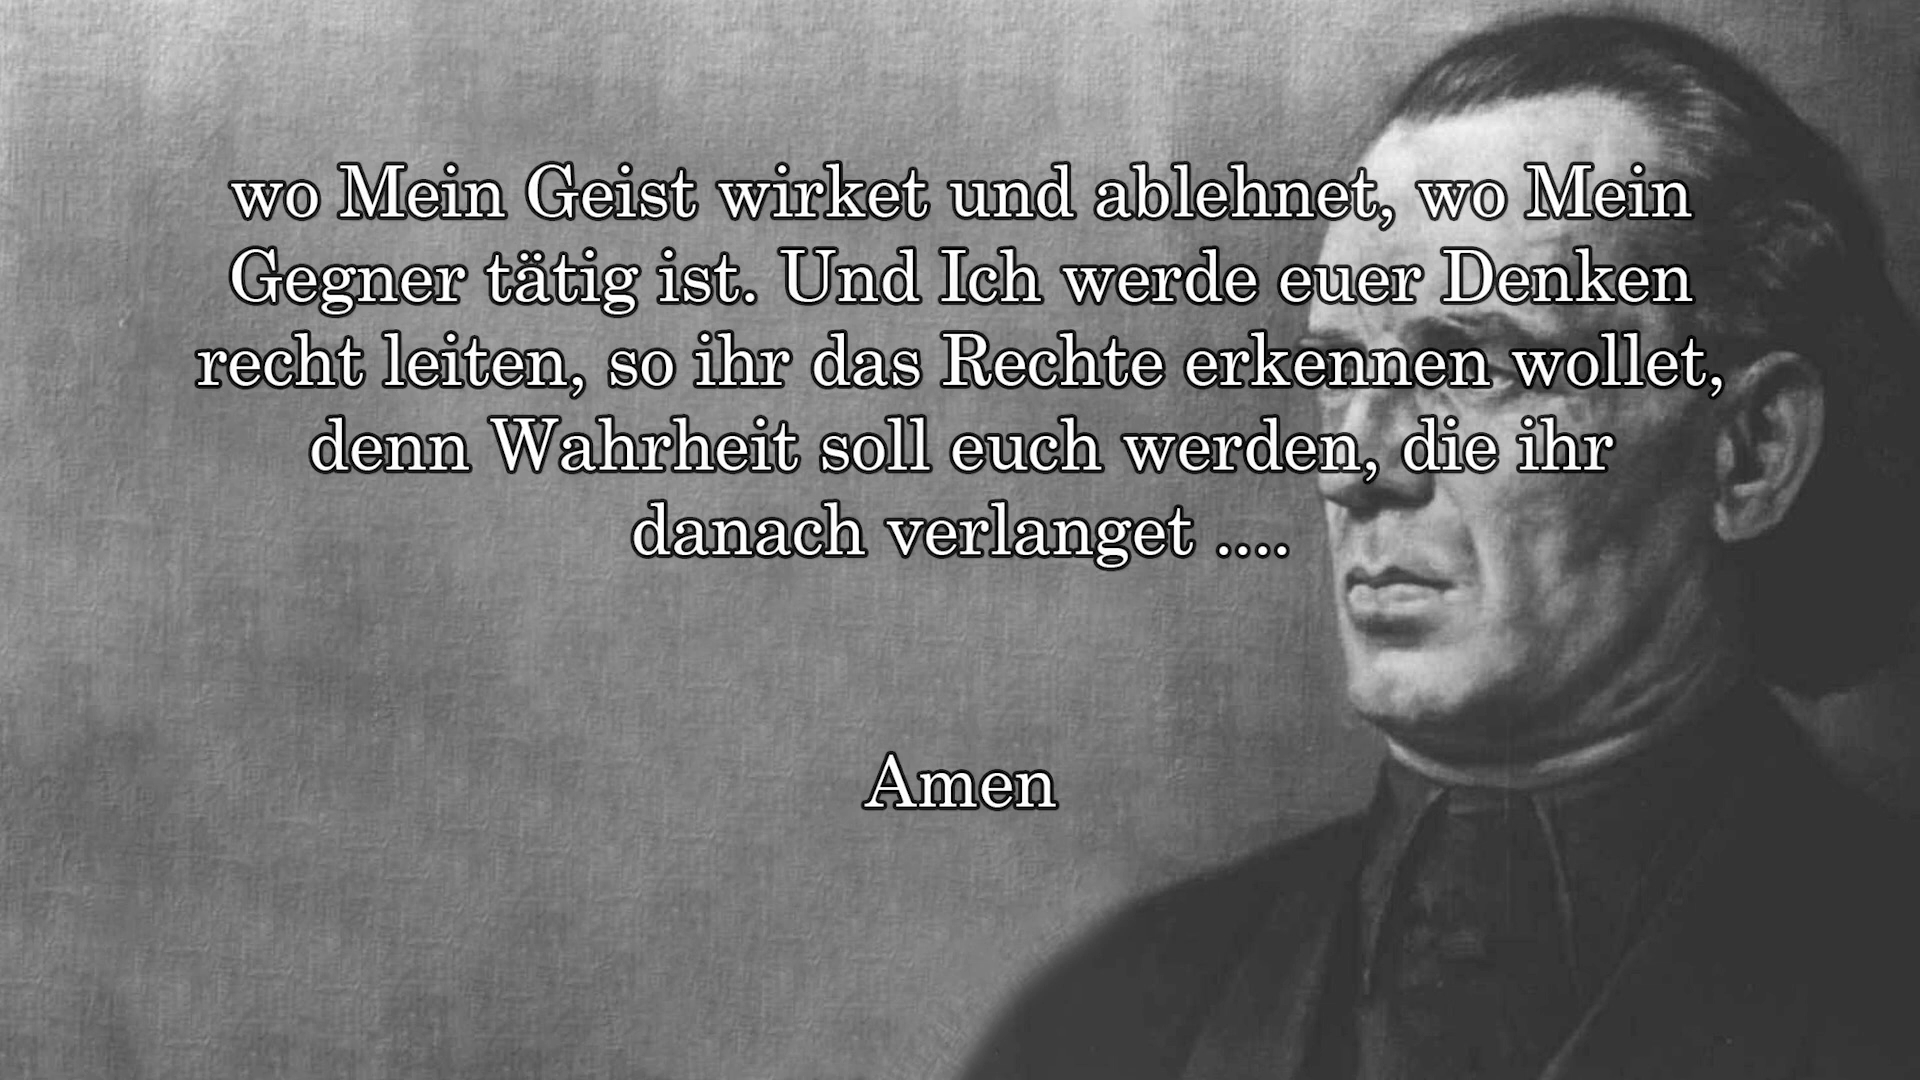 wo Mein Geist wirket und ablehnet, wo Mein
Gegner tätig ist. Und Ich werde euer Denken
recht leiten, so ihr das Rechte erkennen wollet,
denn Wahrheit soll euch werden, die ihr
danach verlanget ....
Amen